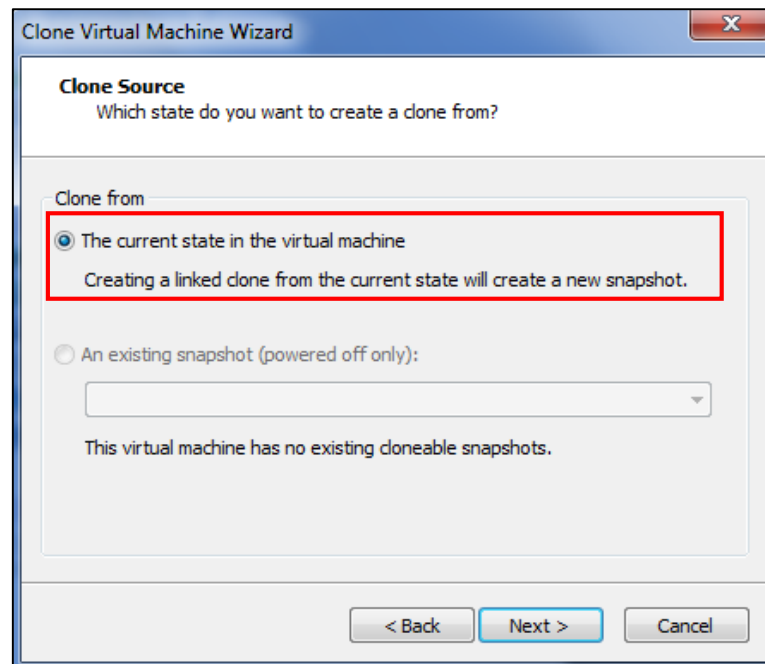 Clone Virtual Machine Wizard
Clone Source
Which state do you want to create a clone from?
Clone from
The current state in the virtual machine
Creating a linked clone from the current state will create a new snapshot.
An existing snapshot (powered off only):
This virtual machine has no existing cloneable snapshots.
< Back Next > Cancel